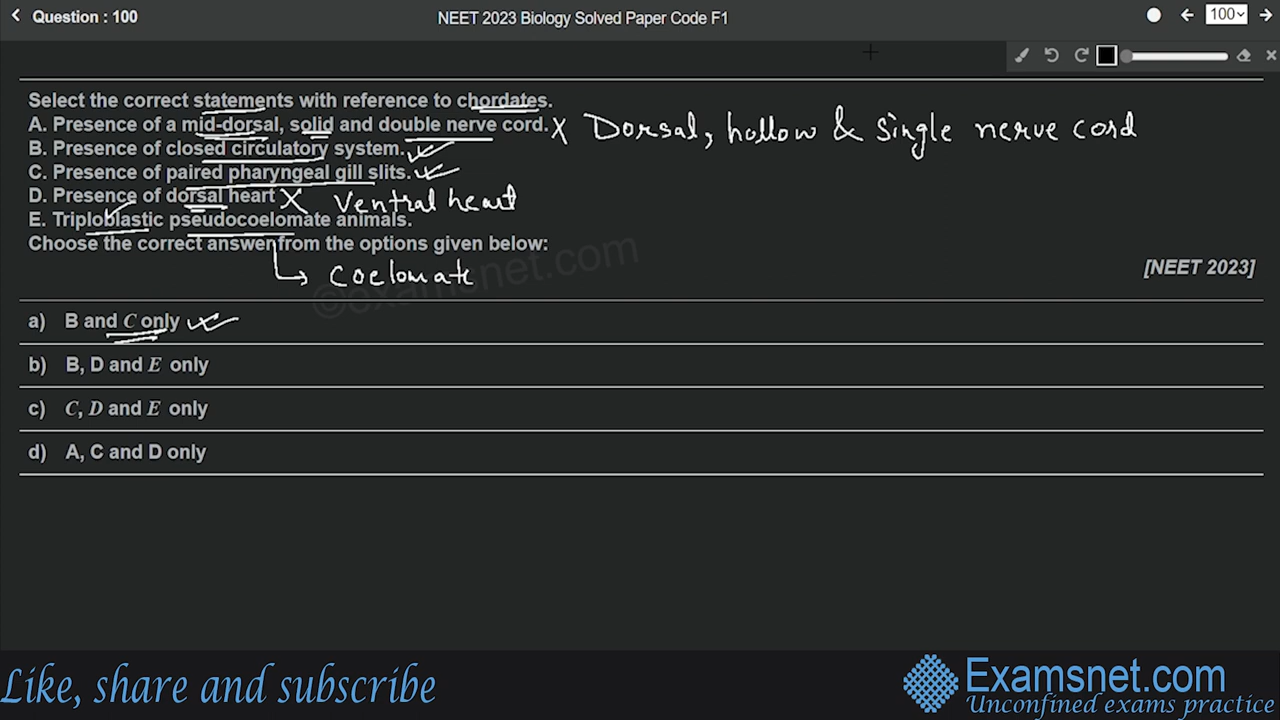 Question : 100
NEET 2023 Biology Solved Paper Code F1
100
Select the correct statements with reference to chordates.
A. Presence of a mid-dorsal, solid and double nerve cord. X Dorsal, hollow & single nerve cord
B. Presence of closed circulatory system.
C. Presence of paired pharyngeal gill slits.
D. Presence of dorsal heart X Ventral heart
E. Triploblastic pseudocoelomate animals.
Choose the correct answer from the options given below:
coelomate
©examsnet.com
[NEET 2023]
a) B and C only
b) B, D and E only
c) C, D and E only
d) A, C and D only
Like, share and subscribe
Examsnet.com
Unconfined exams practice